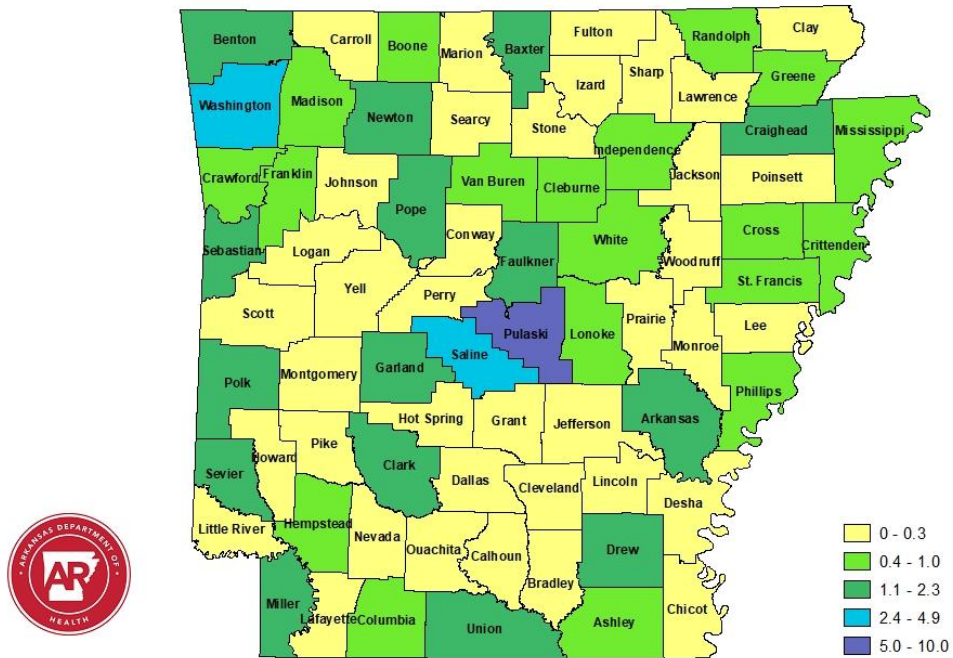 Benton
Carroll
Boone
Marion
Baxter
Fulton
Randolph
Clay
Sharp
Izard
Lawrence
Greene
Washington
Madison
Newton
Searcy
Stone
Independence
Craighead
Mississippi
Jackson
Poinsett
Crawford
Franklin
Johnson
Van Buren
Cleburne
Pope
Conway
White
Cross
Crittenden
Sebastian
Logan
Faulkner
Woodruff
St. Francis
Yell
Perry
Scott
Pulaski
Lonoke
Prairie
Lee
Saline
Monroe
Garland
Montgomery
Polk
Phillips
Arkansas
Hot Spring
Grant
Jefferson
Pike
Howard
Clark
Sevier
Dallas
Cleveland
Lincoln
Desha
Little River
Hempstead
Nevada
Ouachita
Calhoun
Drew
Bradley
Miller
Lafayette
Columbia
Union
Ashley
Chicot
ARKANSAS DEPARTMENT OF
AR
HEALTH
0 - 0.3
0.4 - 1.0
1.1 - 2.3
2.4 - 4.9
5.0 - 10.0